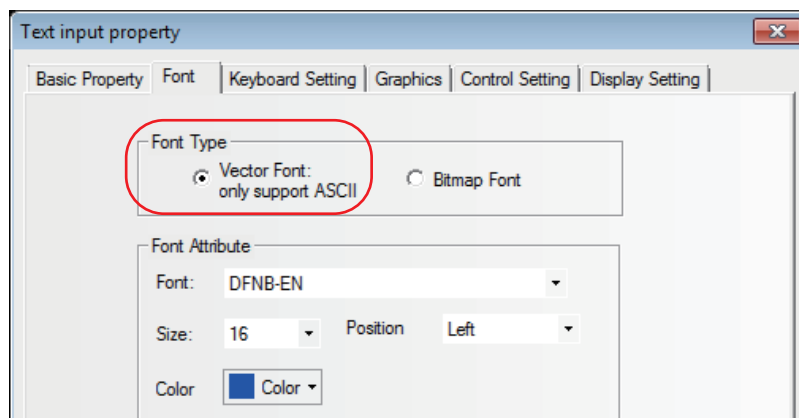 Text input property
Basic Property Font Keyboard Setting Graphics Control Setting Display Setting
Font Type
Vector Font:
only support ASCII
Bitmap Font
Font Attribute
Font: DFNB-EN
Size: 16 Position Left
Color Color